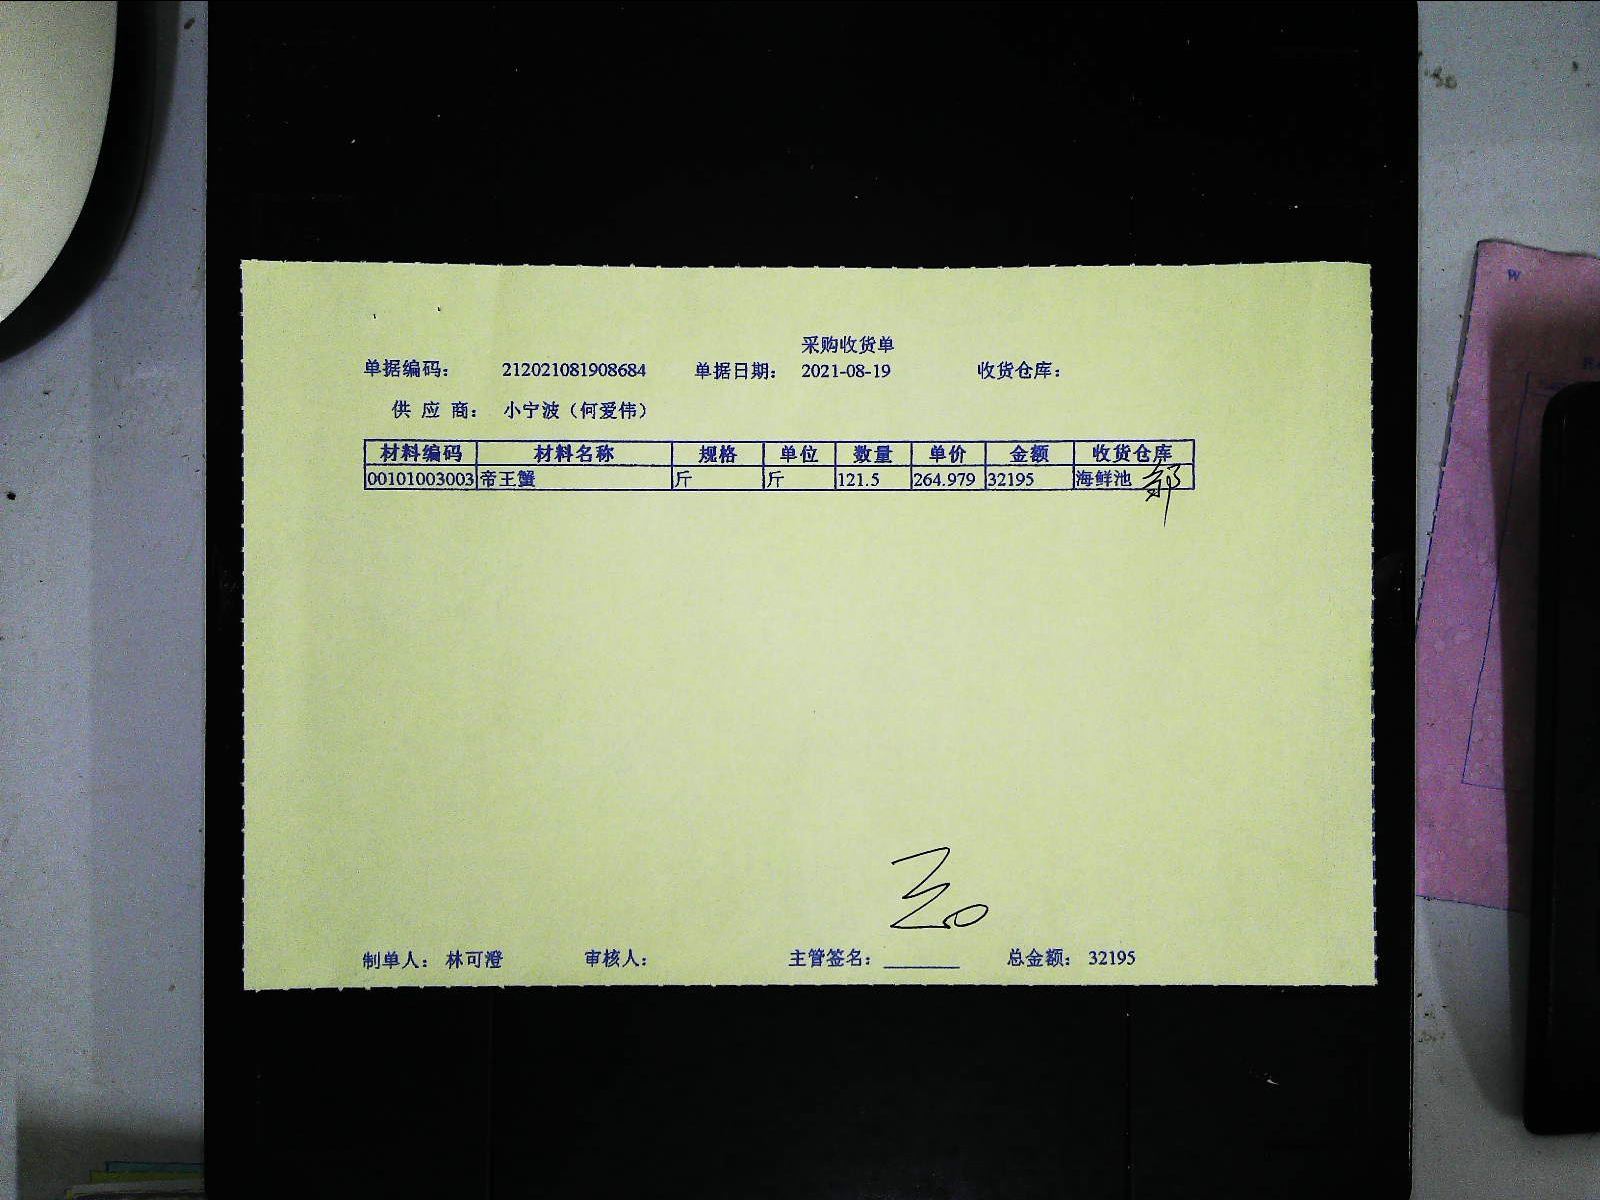 采购收货单
单据编码： 212021081908684 单据日期： 2021-08-19 收货仓库：
供 应 商： 小宁波（何爱伟）
材料编码 材料名称 规格 单位 数量 单价 金额 收货仓库
00101003003 帝王蟹 斤 斤 121.5 264.979 32195 海鲜池
制单人： 林可澄 审核人： 主管签名： 总金额： 32195
W